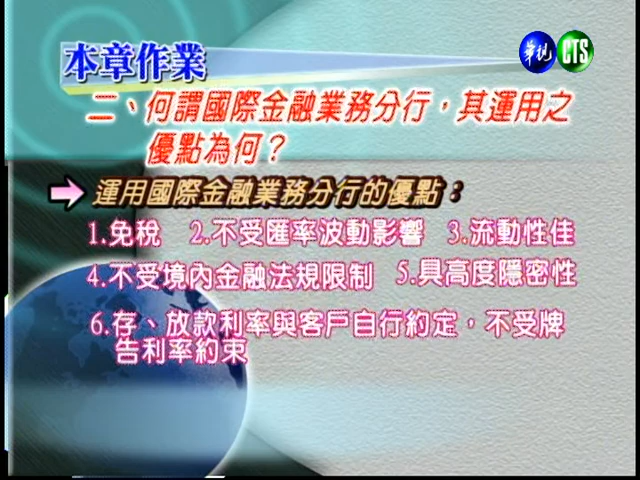 本章作業
華視 CTS
二、何謂國際金融業務分行，其運用之
優點為何？
運用國際金融業務分行的優點：
1.免稅 2.不受匯率波動影響 3.流動性佳
4.不受境內金融法規限制 5.具高度隱密性
6.存、放款利率與客戶自行約定，不受牌
告利率約束